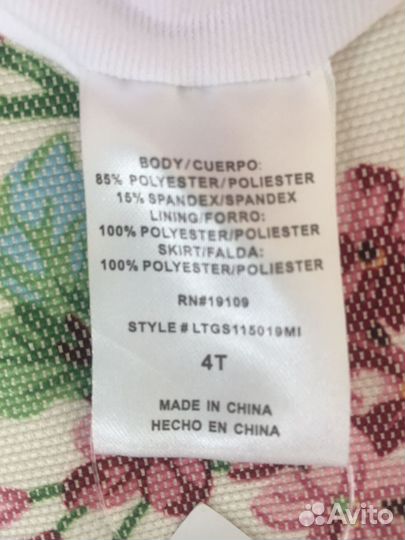 BODY/CUERPO:
85% POLYESTER/POLIESTER
15% SPANDEX/SPANDEX
LINING/FORRO:
100% POLYESTER/POLIESTER
SKIRT/FALDA:
100% POLYESTER/POLIESTER
RN#19109
STYLE # LTGS115019MI
4T
MADE IN CHINA
HECHO EN CHINA
Avito